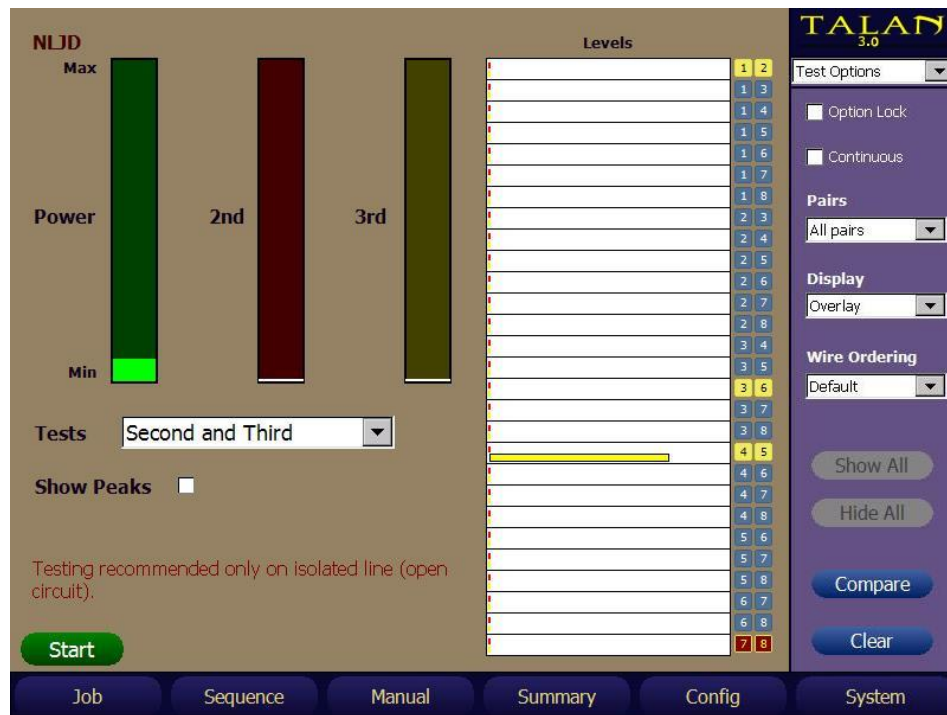 NLJD
Levels
TALAN
3.0
Max
Power
Min
2nd
3rd
1 2
1 3
1 4
1 5
1 6
1 7
1 8
2 3
2 4
2 5
2 6
2 7
2 8
3 4
3 5
3 6
3 7
3 8
4 5
4 6
4 7
4 8
5 6
5 7
5 8
6 7
6 8
7 8
Tests Second and Third
Show Peaks
Testing recommended only on isolated line (open
circuit).
Start
Test Options
Option Lock
Continuous
Pairs
All pairs
Display
Overlay
Wire Ordering
Default
Show All
Hide All
Compare
Clear
Job Sequence Manual Summary Config System